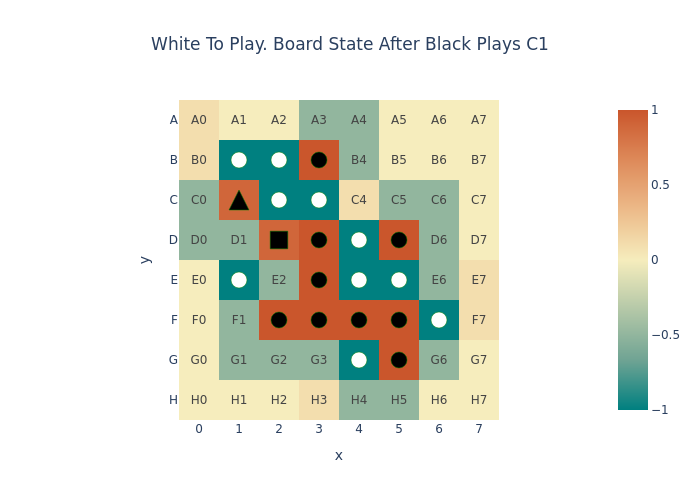 White To Play. Board State After Black Plays C1
A A0 A1 A2 A3 A4 A5 A6 A7 1
B B0 B4 B5 B6 B7
C C0 C4 C5 C6 C7 0.5
D D0 D1 D6 D7
y 0
E E0 E2 E6 E7
F F0 F1 F7 −0.5
G G0 G1 G2 G3 G6 G7
H H0 H1 H2 H3 H4 H5 H6 H7 −1
0 1 2 3 4 5 6 7
x